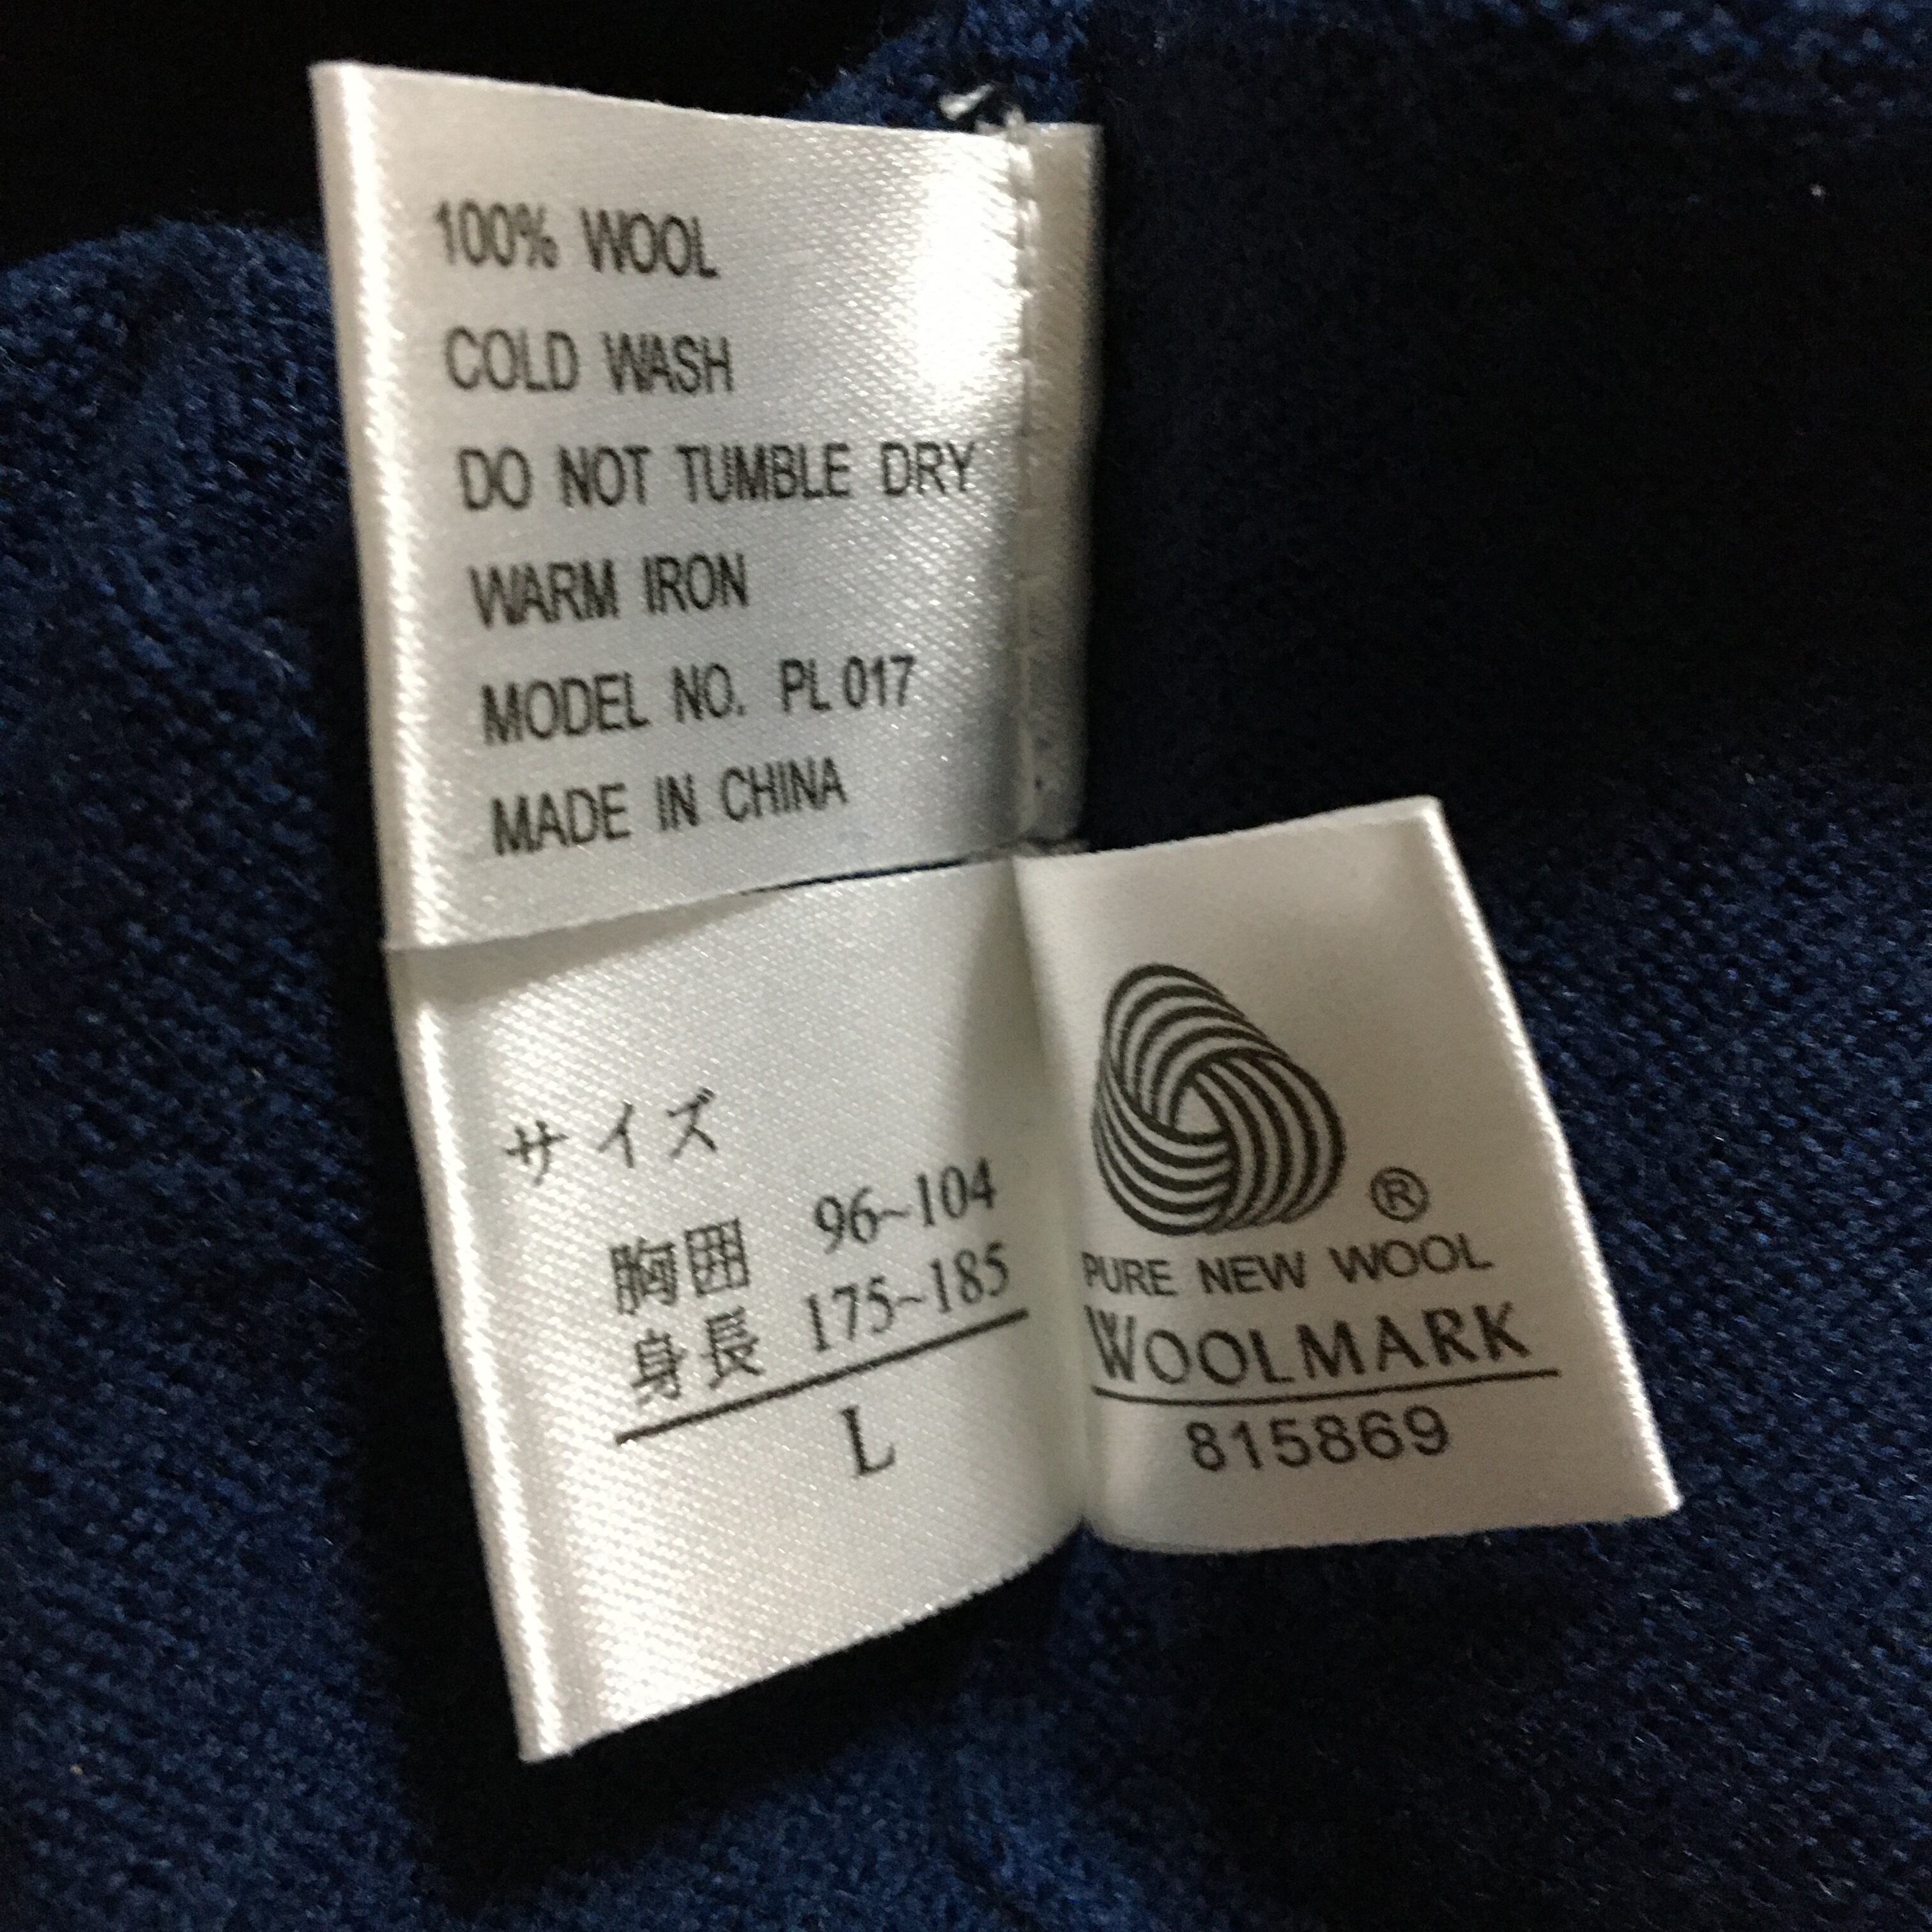 100% WOOL
COLD WASH
DO NOT TUMBLE DRY
WARM IRON
MODEL NO. PL 017
MADE IN CHINA
サイズ
胸囲 96~104
身長 175~185
L
®
PURE NEW WOOL
WOOLMARK
815869